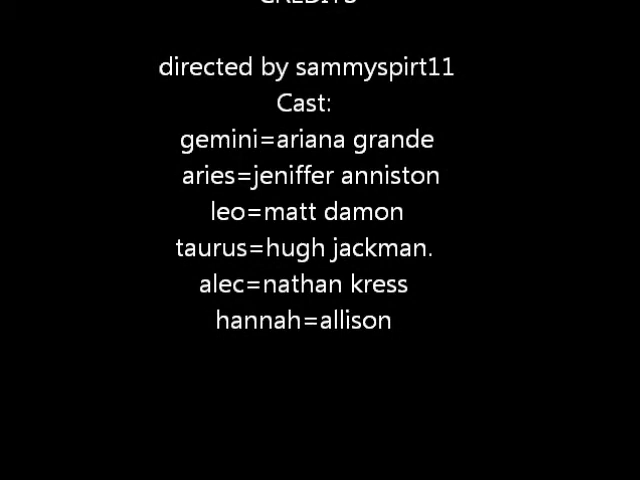 CREDITS
directed by sammyspirt11
Cast:
gemini=ariana grande
aries=jeniffer anniston
leo=matt damon
taurus=hugh jackman.
alec=nathan kress
hannah=allison